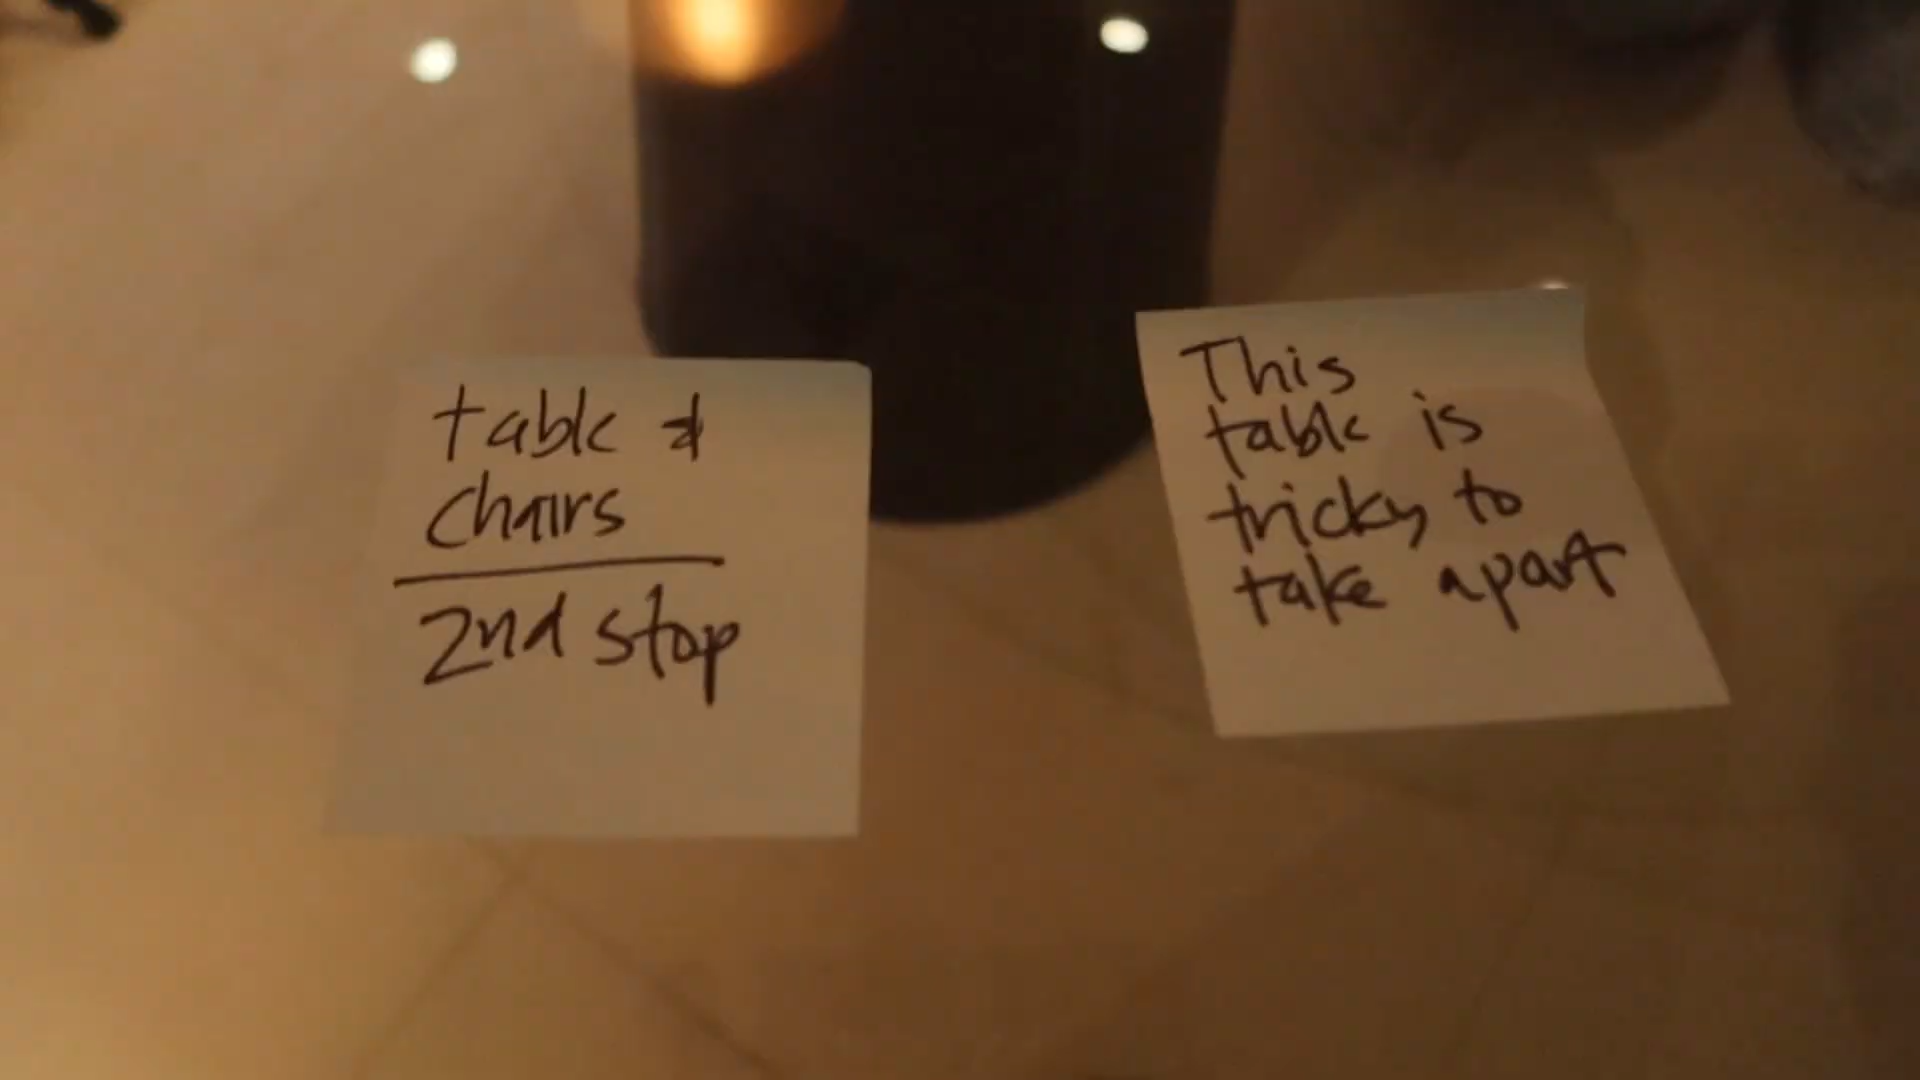 table &
chairs
2nd stop
This
table is
tricky to
take apart